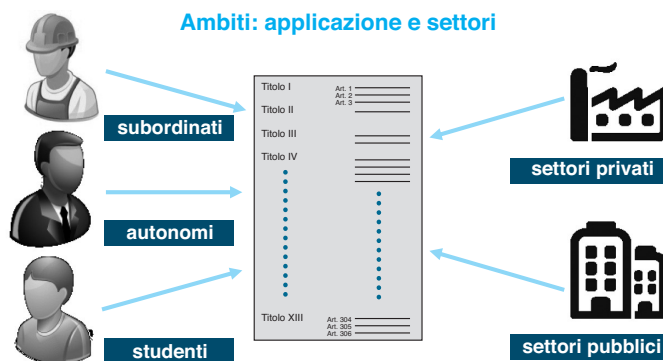 Ambiti: applicazione e settori
subordinati
autonomi
studenti
Titolo I
Art. 1
Art. 2
Art. 3
Titolo II
Titolo III
Titolo IV
Titolo XIII
Art. 304
Art. 305
Art. 306
settori privati
settori pubblici